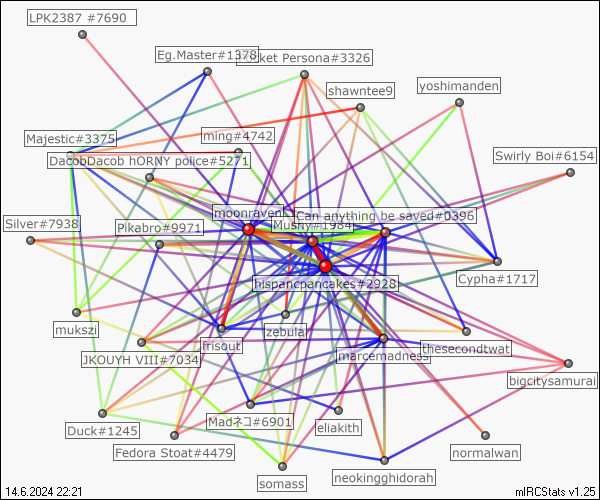 LPK2387 #7690
Eg.Master#1378
Persona#3326
shawntee9
yoshimanden
Majestic#3375
ming#4742
DacobDacob hORNY police#5271
Swirly Boi#6154
moonraven
Can anything be saved#0396
Silver#7938
Pikabro#9971
Mushy#1984
Cypha#1717
hispancpancakes#2928
mukszi
frisqut
zebulal
JKOUYH VIII#7034
marcemadness
thesecondtwat
bigcitysamurai
Duck#1245
Madネコ#6901
eliakith
Fedora Stoat#4479
normalwan
somass
neokingghidorah
14.6.2024 22:21
mIRCStats v1.25